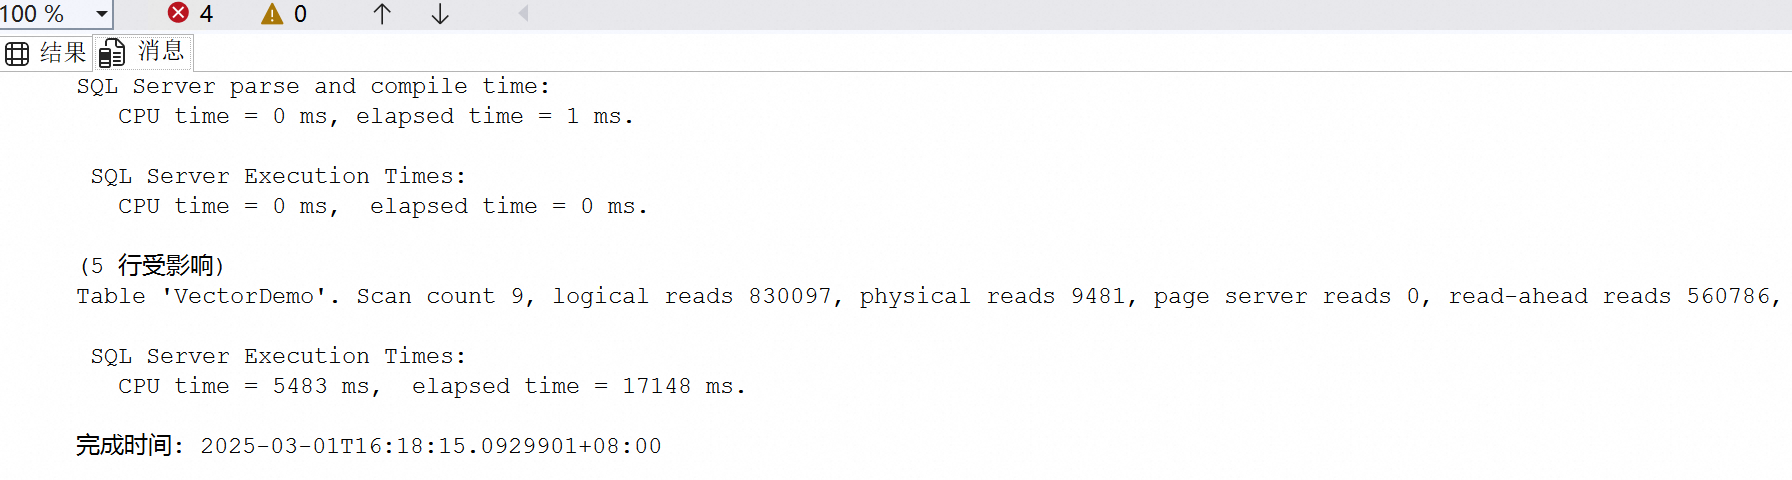 100 % 4 0
结果 消息
SQL Server parse and compile time:
CPU time = 0 ms, elapsed time = 1 ms.
SQL Server Execution Times:
CPU time = 0 ms,  elapsed time = 0 ms.
(5 行受影响)
Table 'VectorDemo'. Scan count 9, logical reads 830097, physical reads 9481, page server reads 0, read-ahead reads 560786,
SQL Server Execution Times:
CPU time = 5483 ms,  elapsed time = 17148 ms.
完成时间: 2025-03-01T16:18:15.0929901+08:00